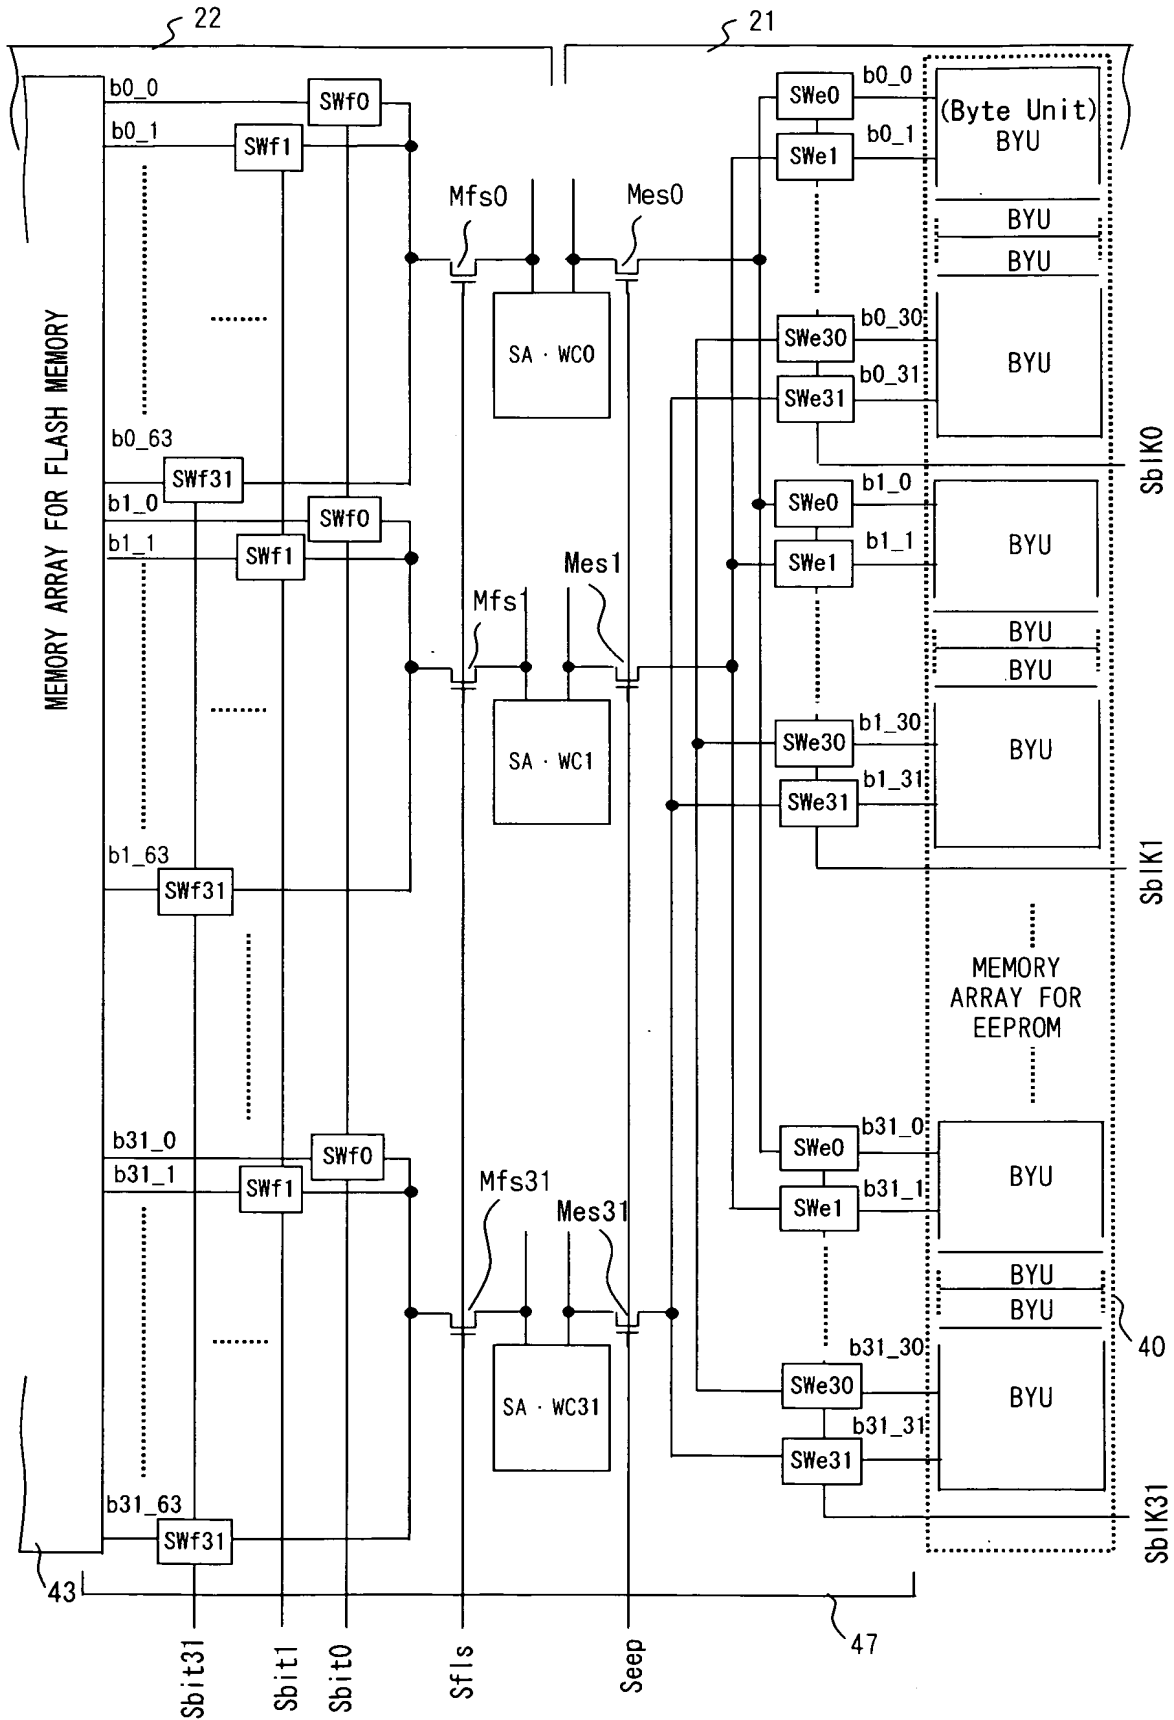 22
21
b0_0
SWf0
b0_1
SWf1
SWe0
b0_0
(Byte Unit)
BYU
SWe1
b0_1
Mfs0
Mes0
BYU
BYU
SA · WC0
SWe30
b0_30
SWe31
b0_31
BYU
MEMORY ARRAY FOR FLASH MEMORY
b0_63
SWf31
SblK0
b1_0
SWf0
b1_1
SWf1
SWe0
b1_0
SWe1
b1_1
BYU
Mfs1
Mes1
BYU
BYU
SA · WC1
SWe30
b1_30
SWe31
b1_31
BYU
b1_63
SWf31
SblK1
MEMORY
ARRAY FOR
EEPROM
b31_0
SWf0
b31_1
SWf1
SWe0
b31_0
SWe1
b31_1
BYU
Mfs31
Mes31
BYU
BYU
40
SA · WC31
SWe30
b31_30
SWe31
b31_31
BYU
b31_63
SWf31
SblK31
43
47
Sbit31
Sbit1
Sbit0
Sfls
Seep